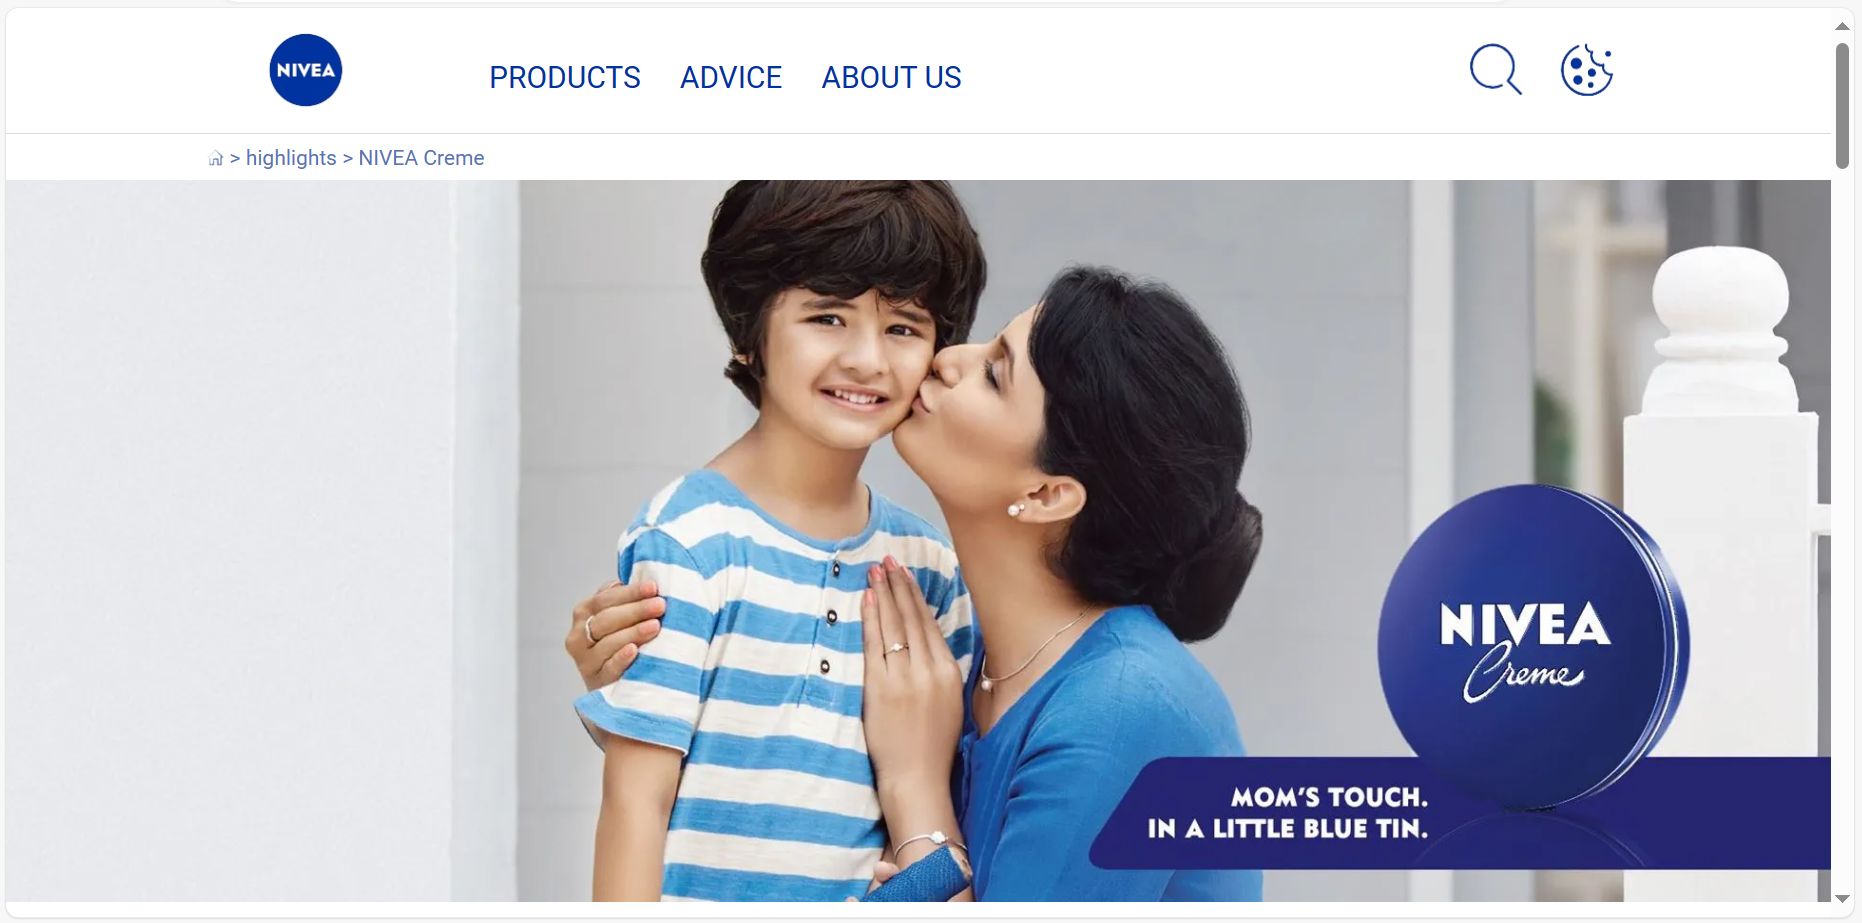 NIVEA
PRODUCTS ADVICE ABOUT US
> highlights > NIVEA Creme
NIVEA
Creme
MOM'S TOUCH.
IN A LITTLE BLUE TIN.